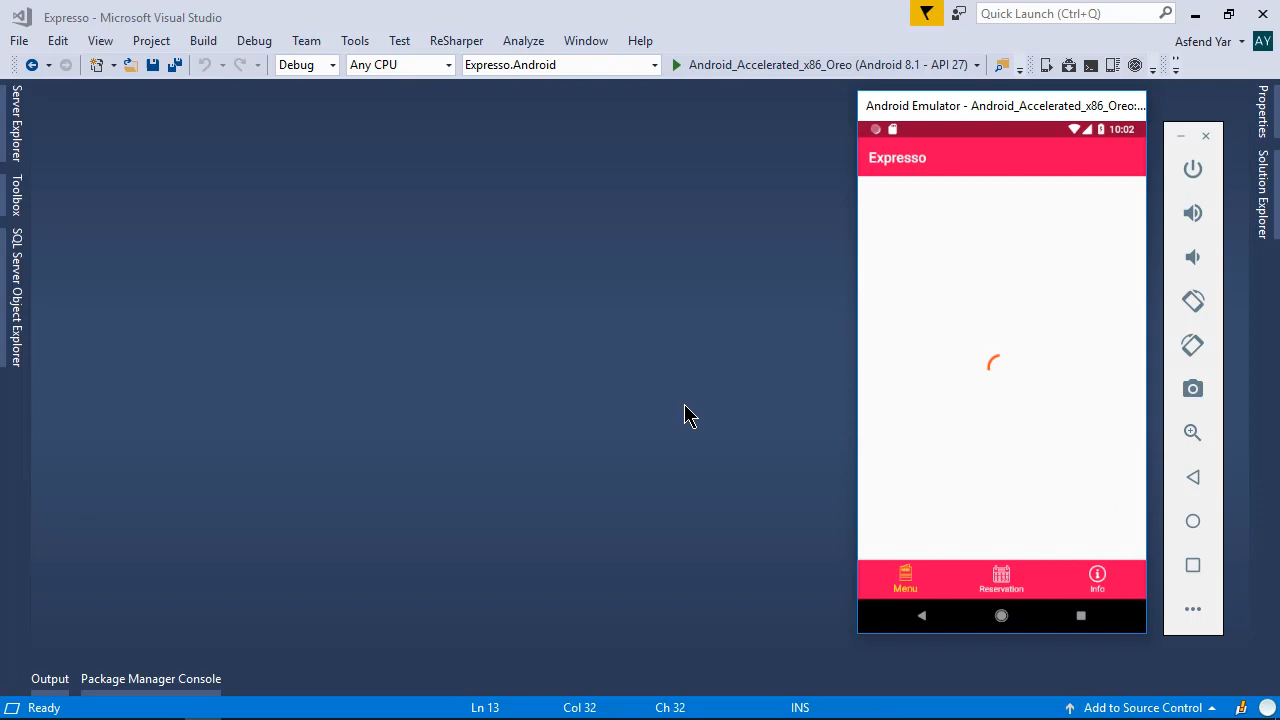 Expresso - Microsoft Visual Studio
Quick Launch (Ctrl+Q)
File Edit View Project Build Debug Team Tools Test ReSharper Analyze Window Help
Asfend Yar AY
Debug Any CPU Expresso.Android Android_Accelerated_x86_Oreo (Android 8.1 - API 27)
Server Explorer
Toolbox
SQL Server Object Explorer
Android Emulator - Android_Accelerated_x86_Oreo:...
10:02
Expresso
Menu Reservation Info
Properties
Solution Explorer
Output Package Manager Console
Ready Ln 13 Col 32 Ch 32 INS Add to Source Control